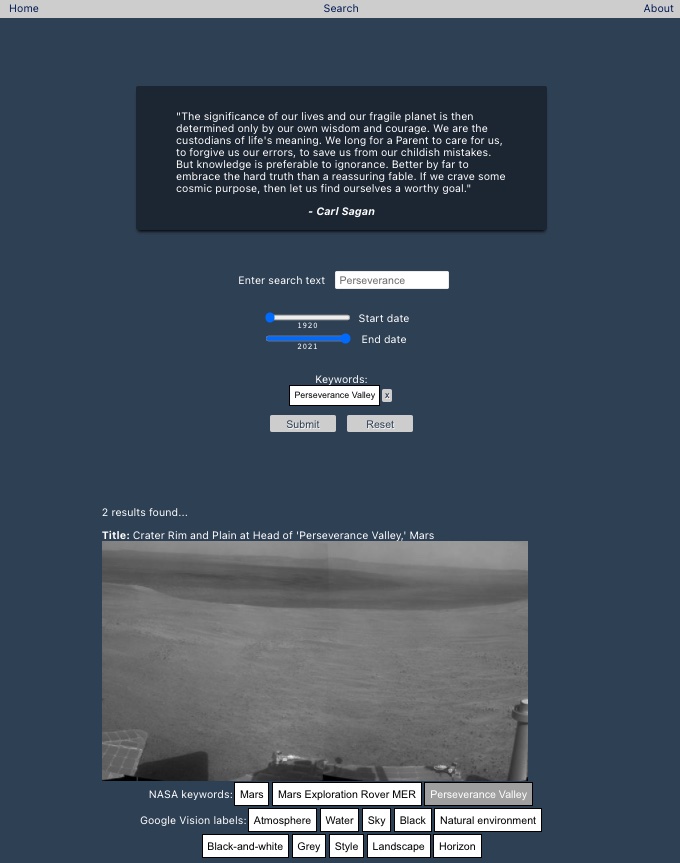 Home Search About
"The significance of our lives and our fragile planet is then
determined only by our own wisdom and courage. We are the
custodians of life's meaning. We long for a Parent to care for us,
to forgive us our errors, to save us from our childish mistakes.
But knowledge is preferable to ignorance. Better by far to
embrace the hard truth than a reassuring fable. If we crave some
cosmic purpose, then let us find ourselves a worthy goal."
- Carl Sagan
Enter search text Perseverance
Start date
1920
End date
2021
Keywords:
Perseverance Valley x
Submit Reset
2 results found...
Title: Crater Rim and Plain at Head of 'Perseverance Valley,' Mars
NASA keywords: Mars Mars Exploration Rover MER Perseverance Valley
Google Vision labels: Atmosphere Water Sky Black Natural environment
Black-and-white Grey Style Landscape Horizon